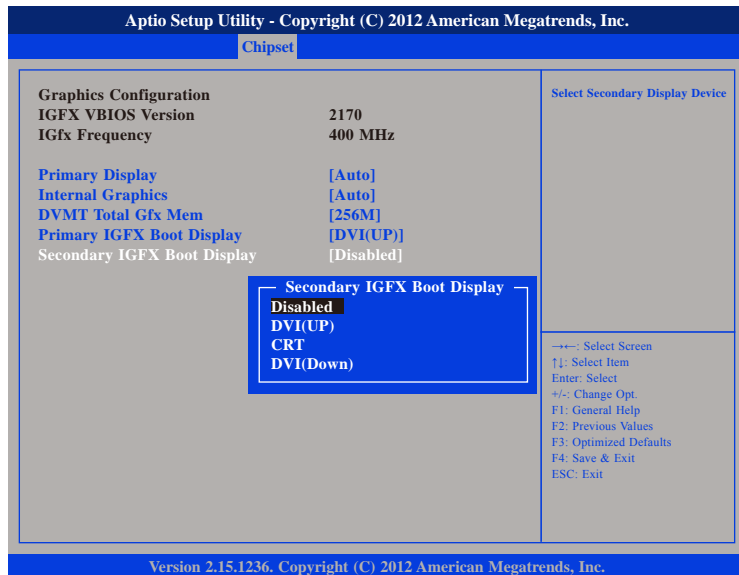 Aptio Setup Utility - Copyright (C) 2012 American Megatrends, Inc.
Chipset
Graphics Configuration
IGFX VBIOS Version 2170
IGfx Frequency 400 MHz
Primary Display [Auto]
Internal Graphics [Auto]
DVMT Total Gfx Mem [256M]
Primary IGFX Boot Display [DVI(UP)]
Secondary IGFX Boot Display [Disabled]
Secondary IGFX Boot Display
Disabled
DVI(UP)
CRT
DVI(Down)
Select Secondary Display Device
→←: Select Screen
↑↓: Select Item
Enter: Select
+/-: Change Opt.
F1: General Help
F2: Previous Values
F3: Optimized Defaults
F4: Save & Exit
ESC: Exit
Version 2.15.1236. Copyright (C) 2012 American Megatrends, Inc.